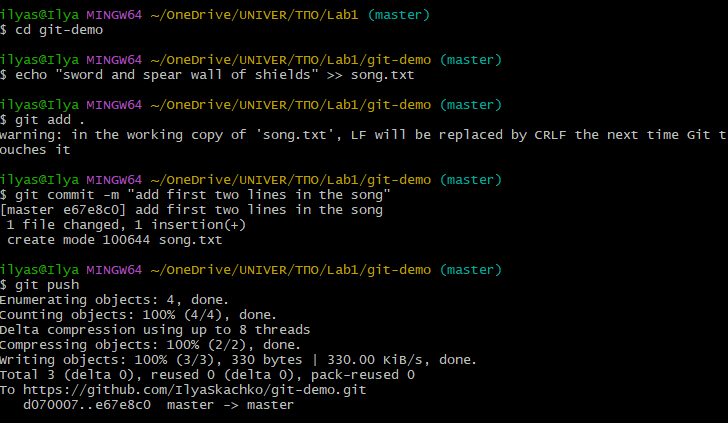 ilyas@Ilya MINGW64 ~/OneDrive/UNIVER/ТПО/Lab1 (master)
$ cd git-demo

ilyas@Ilya MINGW64 ~/OneDrive/UNIVER/ТПО/Lab1/git-demo (master)
$ echo "sword and spear wall of shields" >> song.txt

ilyas@Ilya MINGW64 ~/OneDrive/UNIVER/ТПО/Lab1/git-demo (master)
$ git add .
warning: in the working copy of 'song.txt', LF will be replaced by CRLF the next time Git t
ouches it

ilyas@Ilya MINGW64 ~/OneDrive/UNIVER/ТПО/Lab1/git-demo (master)
$ git commit -m "add first two lines in the song"
[master e67e8c0] add first two lines in the song
 1 file changed, 1 insertion(+)
 create mode 100644 song.txt

ilyas@Ilya MINGW64 ~/OneDrive/UNIVER/ТПО/Lab1/git-demo (master)
$ git push
Enumerating objects: 4, done.
Counting objects: 100% (4/4), done.
Delta compression using up to 8 threads
Compressing objects: 100% (2/2), done.
Writing objects: 100% (3/3), 330 bytes | 330.00 KiB/s, done.
Total 3 (delta 0), reused 0 (delta 0), pack-reused 0
To https://github.com/IlyaSkachko/git-demo.git
   d070007..e67e8c0  master -> master